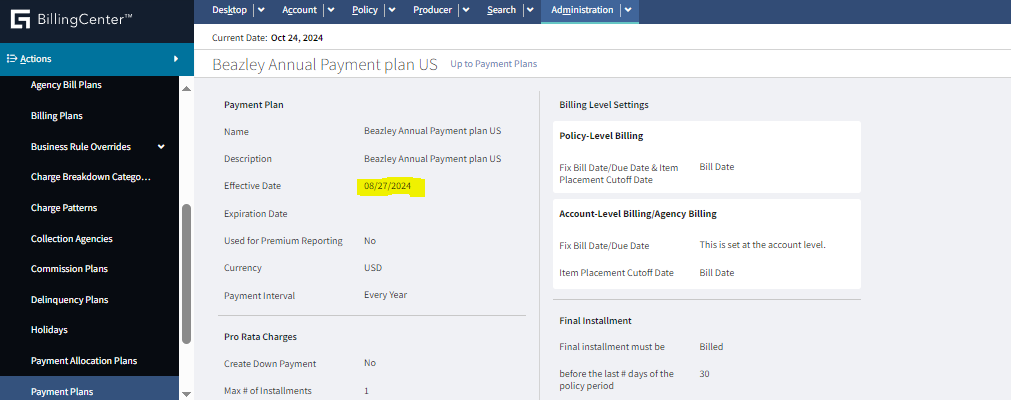 BillingCenter™
Desktop
Account
Policy
Producer
Search
Administration
Current Date: Oct 24, 2024
Actions
Beazley Annual Payment plan US Up to Payment Plans
Agency Bill Plans
Billing Plans
Business Rule Overrides
Charge Breakdown Catego...
Charge Patterns
Collection Agencies
Commission Plans
Delinquency Plans
Holidays
Payment Allocation Plans
Payment Plans
Payment Plan
Name Beazley Annual Payment plan US
Description Beazley Annual Payment plan US
Effective Date 08/27/2024
Expiration Date
Used for Premium Reporting No
Currency USD
Payment Interval Every Year
Pro Rata Charges
Create Down Payment No
Max # of Installments 1
Billing Level Settings
Policy-Level Billing
Fix Bill Date/Due Date & Item Bill Date
Placement Cutoff Date
Account-Level Billing/Agency Billing
Fix Bill Date/Due Date This is set at the account level.
Item Placement Cutoff Date Bill Date
Final Installment
Final installment must be Billed
before the last # days of the 30
policy period